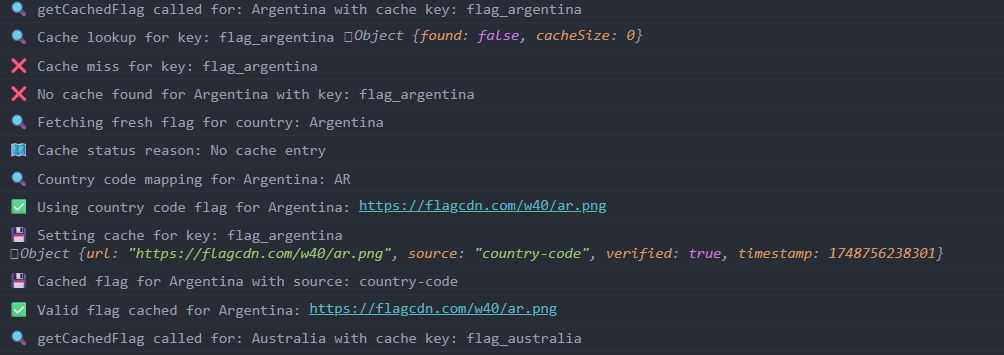 getCachedFlag called for: Argentina with cache key: flag_argentina
Cache lookup for key: flag_argentina Object {found: false, cacheSize: 0}
Cache miss for key: flag_argentina
No cache found for Argentina with key: flag_argentina
Fetching fresh flag for country: Argentina
Cache status reason: No cache entry
Country code mapping for Argentina: AR
Using country code flag for Argentina: https://flagcdn.com/w40/ar.png
Setting cache for key: flag_argentina
Object {url: "https://flagcdn.com/w40/ar.png", source: "country-code", verified: true, timestamp: 1748756238301}
Cached flag for Argentina with source: country-code
Valid flag cached for Argentina: https://flagcdn.com/w40/ar.png
getCachedFlag called for: Australia with cache key: flag_australia